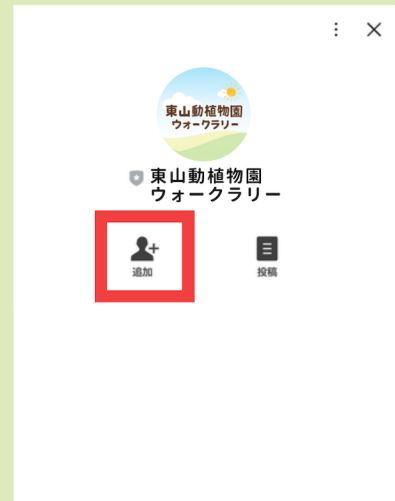 東山動植物園
ウォークラリー
東山動植物園
ウォークラリー
追加
投稿